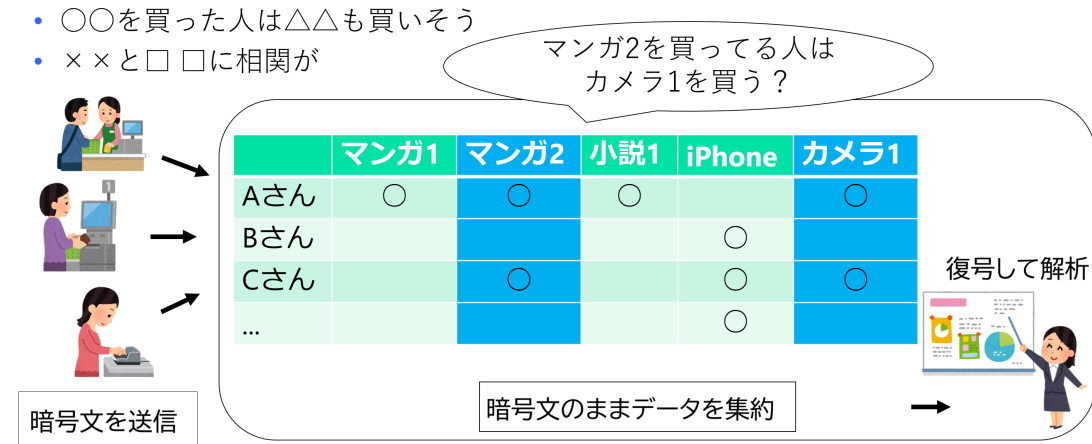 • ○○を買った人は△△も買いそう
• ××と□ □に相関が
マンガ2を買ってる人は
カメラ1を買う？
マンガ1 マンガ2 小説1 iPhone カメラ1
Aさん ○ ○ ○ ○
Bさん ○
Cさん ○ ○ ○
... ○
復号して解析
暗号文を送信
暗号文のままデータを集約